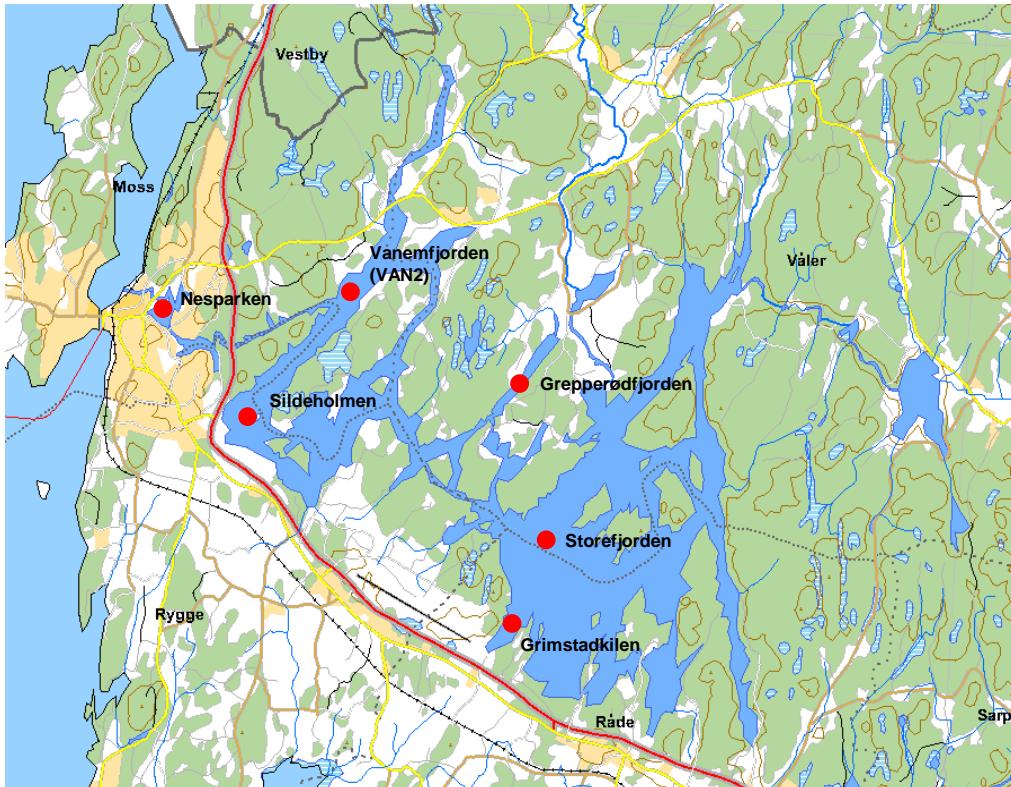 Vestby
Moss
Vanemfjorden
(VAN2)
Våler
Nesparken
Grepperødfjorden
Sildeholmen
Storefjorden
Rygge
Grimstadkilen
Råde
Sarp